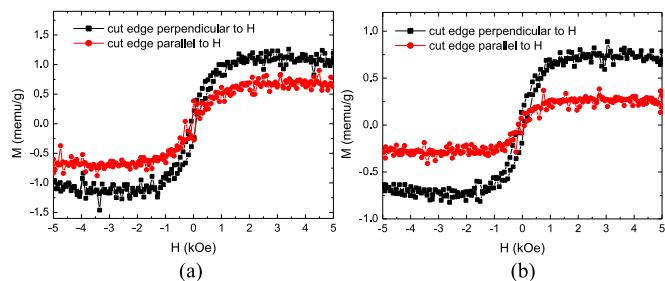 cut edge perpendicular to H
cut edge parallel to H
M (memu/g)
1.5
1.0
0.5
0.0
-0.5
-1.0
-1.5
-5 -4 -3 -2 -1 0 1 2 3 4 5
H (kOe)
(a)
cut edge perpendicular to H
cut edge parallel to H
M (memu/g)
1.0
0.5
0.0
-0.5
-1.0
-5 -4 -3 -2 -1 0 1 2 3 4 5
H (kOe)
(b)